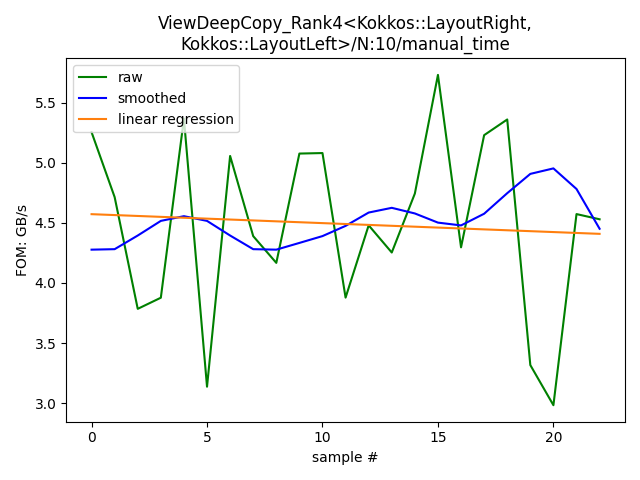 ViewDeepCopy_Rank4<Kokkos::LayoutRight,
Kokkos::LayoutLeft>/N:10/manual_time
raw
smoothed
linear regression
FOM: GB/s
5.5
5.0
4.5
4.0
3.5
3.0
0
5
10
15
20
sample #